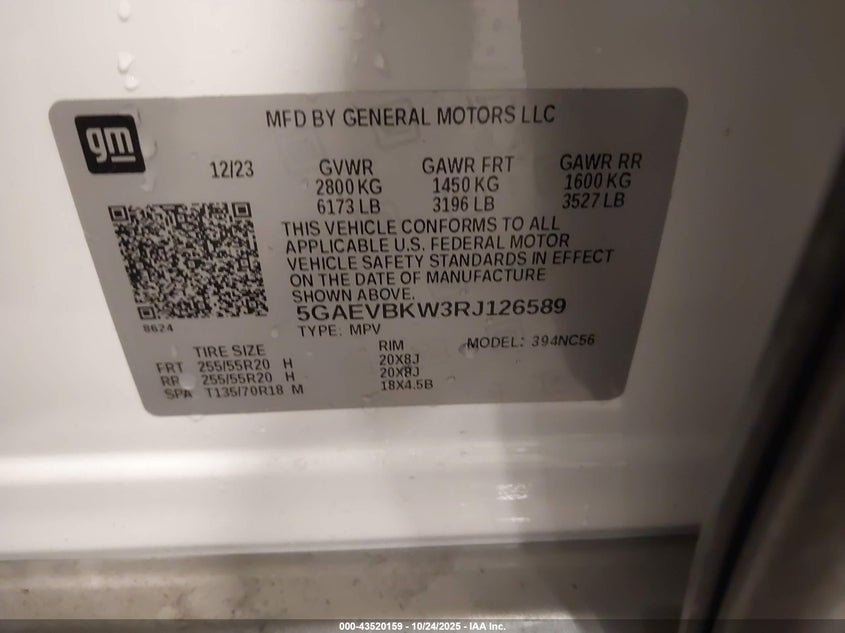 gm
MFD BY GENERAL MOTORS LLC
12/23 GVWR GAWR FRT GAWR RR
2800 KG 1450 KG 1600 KG
6173 LB 3196 LB 3527 LB
THIS VEHICLE CONFORMS TO ALL
APPLICABLE U.S. FEDERAL MOTOR
VEHICLE SAFETY STANDARDS IN EFFECT
ON THE DATE OF MANUFACTURE
SHOWN ABOVE.
5GAEVBKW3RJ126589
8624
TYPE: MPV MODEL: 394NC56
TIRE SIZE RIM
FRT 255/55R20 H 20X8J
RR 255/55R20 H 20X8J
SPA T135/70R18 M 18X4.5B
000-43520159 - 10/24/2025 - IAA Inc.